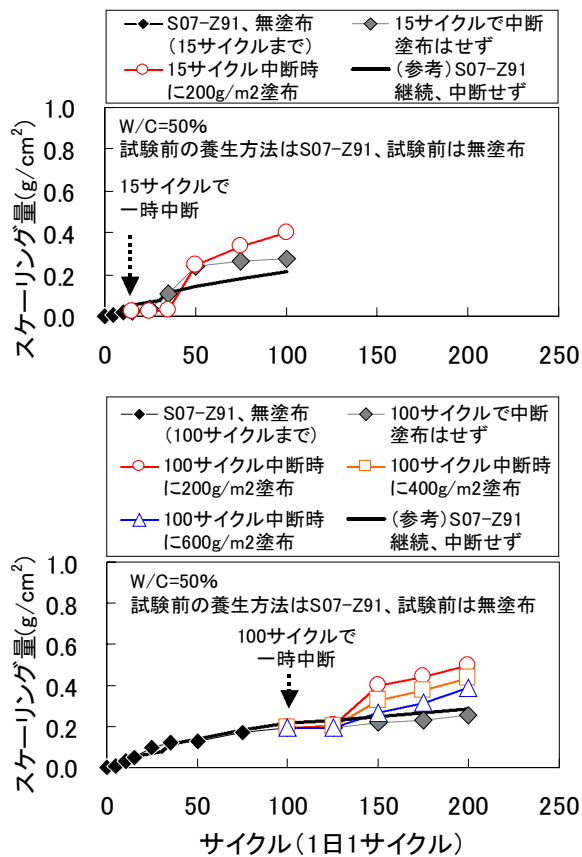 S07-Z91、無塗布
(15サイクルまで)
15サイクルで中断
塗布はせず
15サイクル中断時
に200g/m2塗布
(参考)S07-Z91
継続、中断せず
スケーリング量(g/cm²)
1.0
0.8
0.6
0.4
0.2
0.0
W/C=50%
試験前の養生方法はS07-Z91、試験前は無塗布
15サイクルで
一時中断
0 50 100 150 200 250
S07-Z91、無塗布
(100サイクルまで)
100サイクルで中断
塗布はせず
100サイクル中断時
に200g/m2塗布
100サイクル中断時
に400g/m2塗布
100サイクル中断時
に600g/m2塗布
(参考)S07-Z91
継続、中断せず
スケーリング量(g/cm²)
1.0
0.8
0.6
0.4
0.2
0.0
W/C=50%
試験前の養生方法はS07-Z91、試験前は無塗布
100サイクルで
一時中断
0 50 100 150 200 250
サイクル(1日1サイクル)